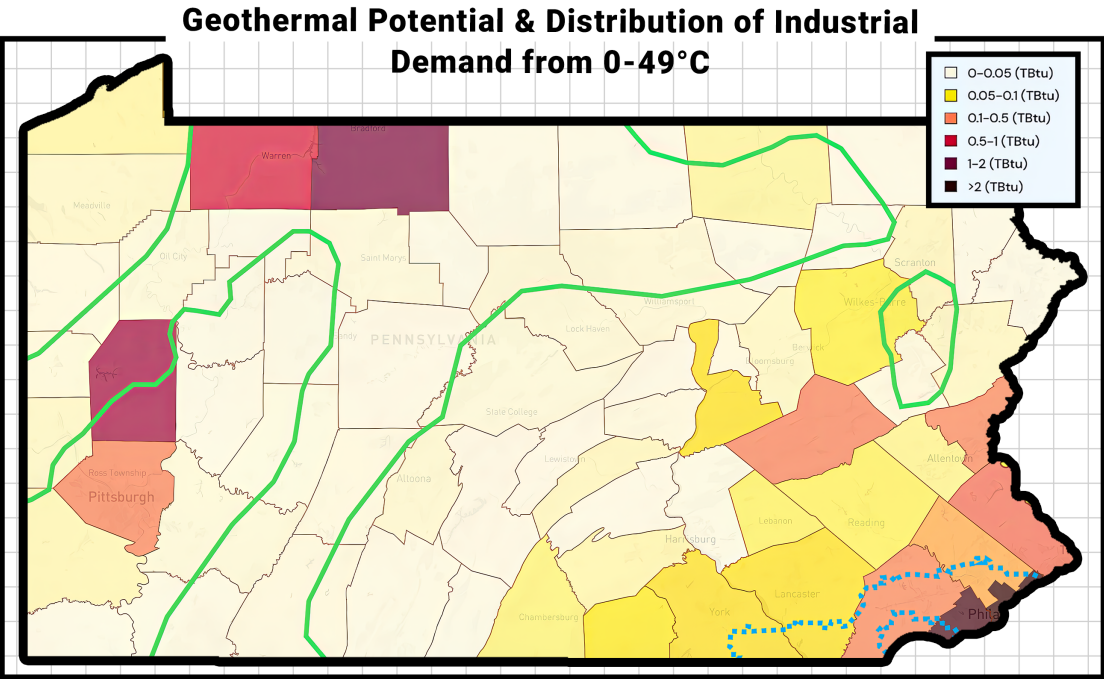 Geothermal Potential & Distribution of Industrial
Demand from 0-49°C
0-0.05 (TBtu)
0.05-0.1 (TBtu)
0.1-0.5 (TBtu)
0.5-1 (TBtu)
1-2 (TBtu)
>2 (TBtu)
Bradford
Warren
Meadville
Oil City
Saint Marys
Scranton
Williamsport
Wilkes-Barre
Lock Haven
PENNSYLVANIA
Berwick
Bloomsburg
State College
Lewistown
Allentown
Ross Township
Pittsburgh
Altoona
Lebanon
Reading
Harrisburg
Lancaster
Chambersburg
York
Phila